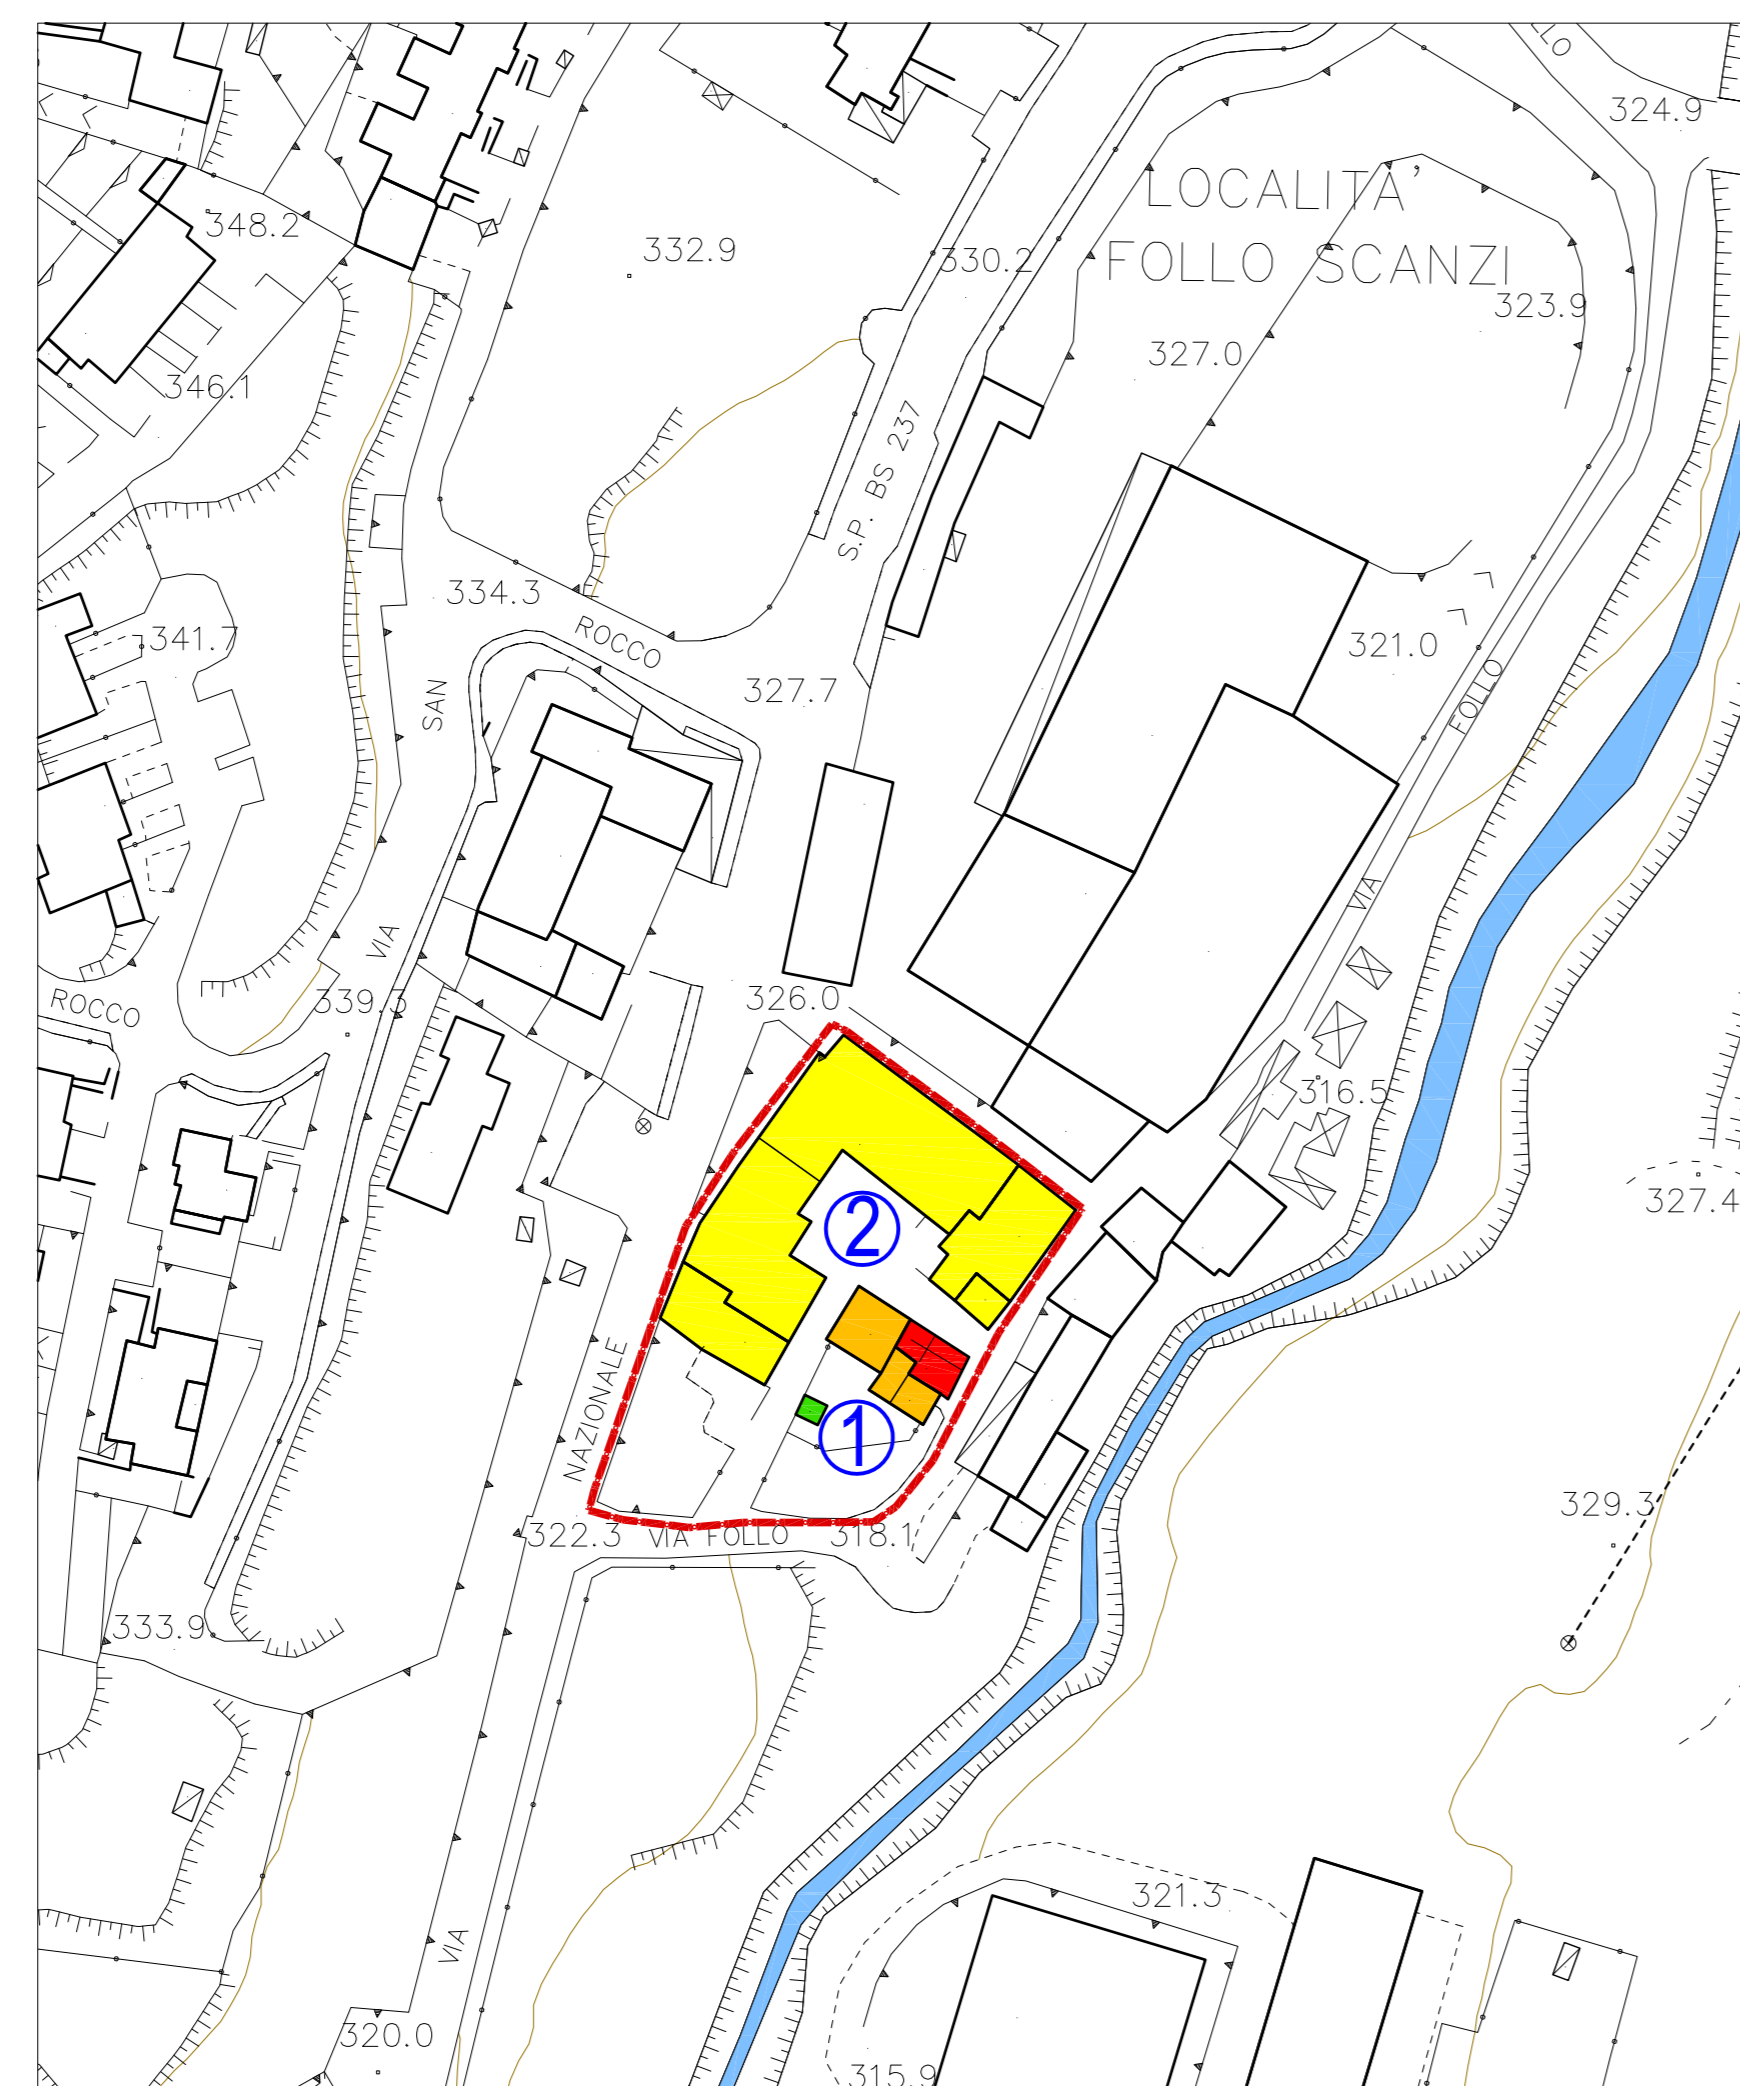 LLO
324.9
LOCALITA'
348.2
332.9
330.2
FOLLO SCANZI
323.9
327.0
346.1
S.P. BS 237
334.3
ROCCO
341.7
321.0
327.7
SAN
FOLLO
VIA
VIA
ROCCO
339.3
326.0
316.5
327.4
2
NAZIONALE
1
329.3
322.3
VIA FOLLO
318.1
333.9
321.3
VIA
320.0
315.9